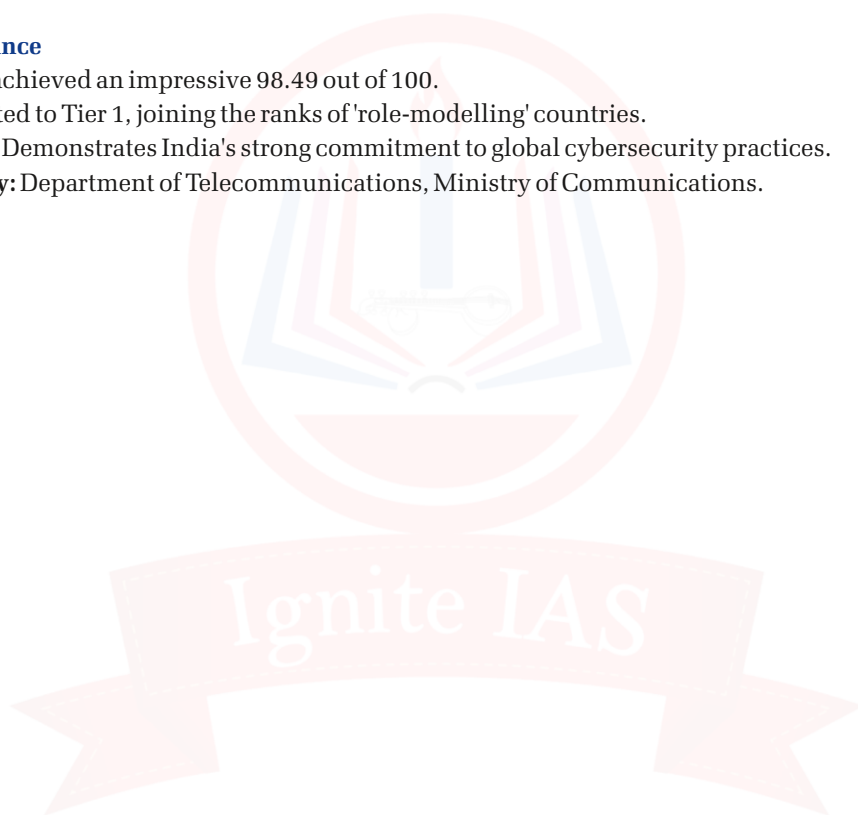 nce
chieved an impressive 98.49 out of 100.
ted to Tier 1, joining the ranks of 'role-modelling' countries.
Demonstrates India's strong commitment to global cybersecurity practices.
y: Department of Telecommunications, Ministry of Communications.
Ignite IAS